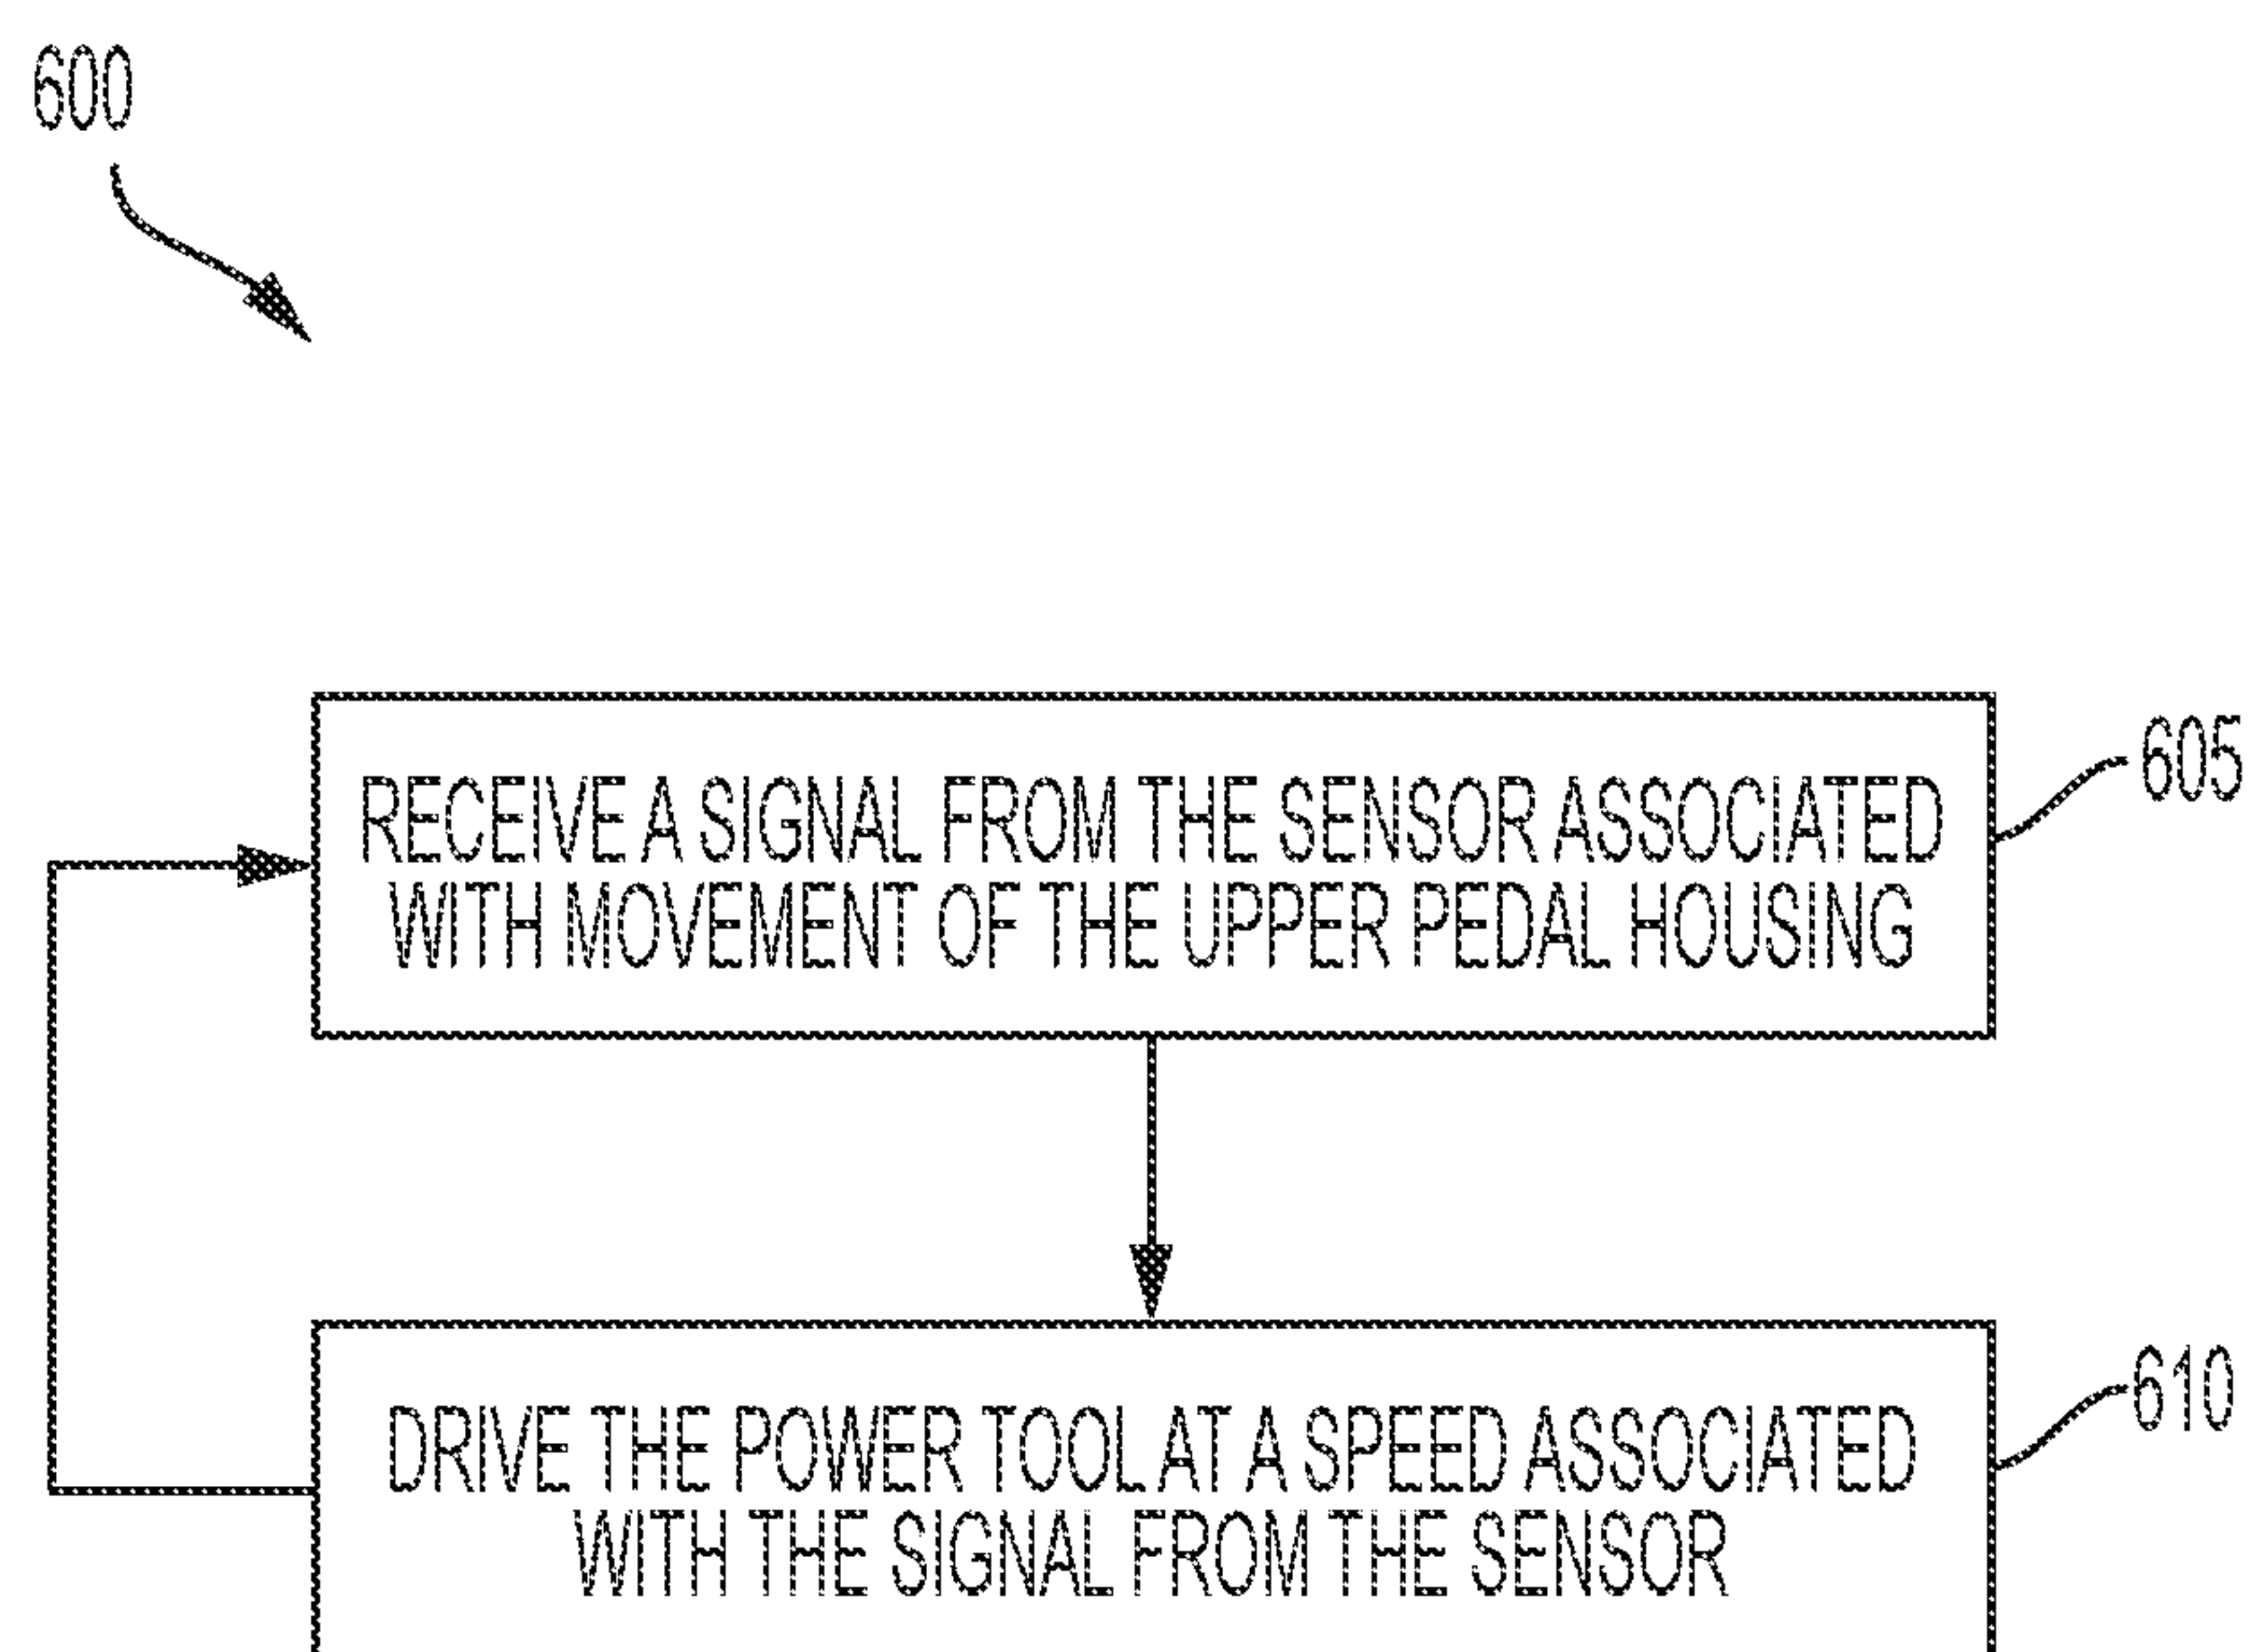 600
RECEIVE A SIGNAL FROM THE SENSOR ASSOCIATED
WITH MOVEMENT OF THE UPPER PEDAL HOUSING
605
DRIVE THE POWER TOOL AT A SPEED ASSOCIATED
WITH THE SIGNAL FROM THE SENSOR
610